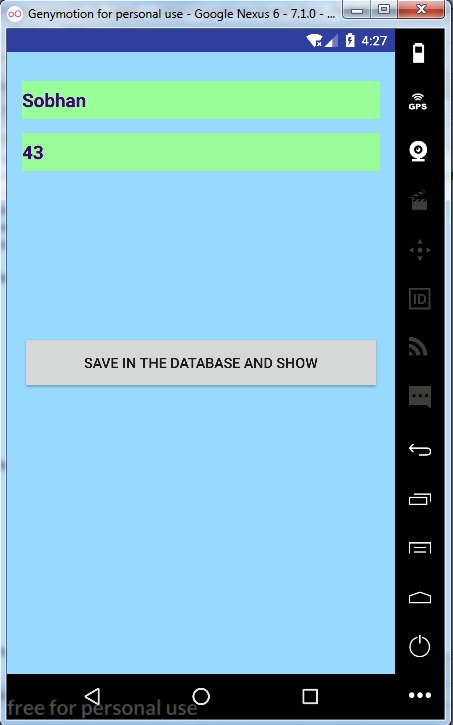 Genymotion for personal use - Google Nexus 6 - 7.1.0 - ...
4:27
GPS
Sobhan
43
ID
SAVE IN THE DATABASE AND SHOW
free for personal use